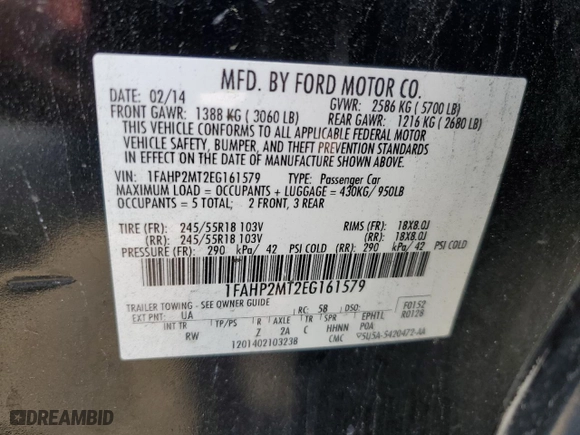 MFD. BY FORD MOTOR CO.
DATE: 02/14 GVWR: 2586 KG ( 5700 LB)
FRONT GAWR: 1388 KG ( 3060 LB) REAR GAWR: 1216 KG ( 2680 LB)
THIS VEHICLE CONFORMS TO ALL APPLICABLE FEDERAL MOTOR
VEHICLE SAFETY, BUMPER, AND THEFT PREVENTION STANDARDS
IN EFFECT ON THE DATE OF MANUFACTURE SHOWN ABOVE.
VIN: 1FAHP2MT2EG161579 TYPE: Passenger Car
MAXIMUM LOAD = OCCUPANTS + LUGGAGE = 430KG/ 950LB
OCCUPANTS = 5 TOTAL; 2 FRONT, 3 REAR
TIRE (FR): 245/55R18 103V RIMS (FR): 18X8.0J
(RR): 245/55R18 103V (RR): 18X8.0J
PRESSURE (FR): 290 kPa/ 42 PSI COLD (RR): 290 kPa/ 42 PSI COLD
1FAHP2MT2EG161579
TRAILER TOWING - SEE OWNER GUIDE
EXT PNT: UA RC: 58 DSO: F0152
R0128
INT TR TP/PS R AXLE TR SPR EPH1L
RW Z 2A C HHNN POA
1201402103238 CMC
DREAMBID